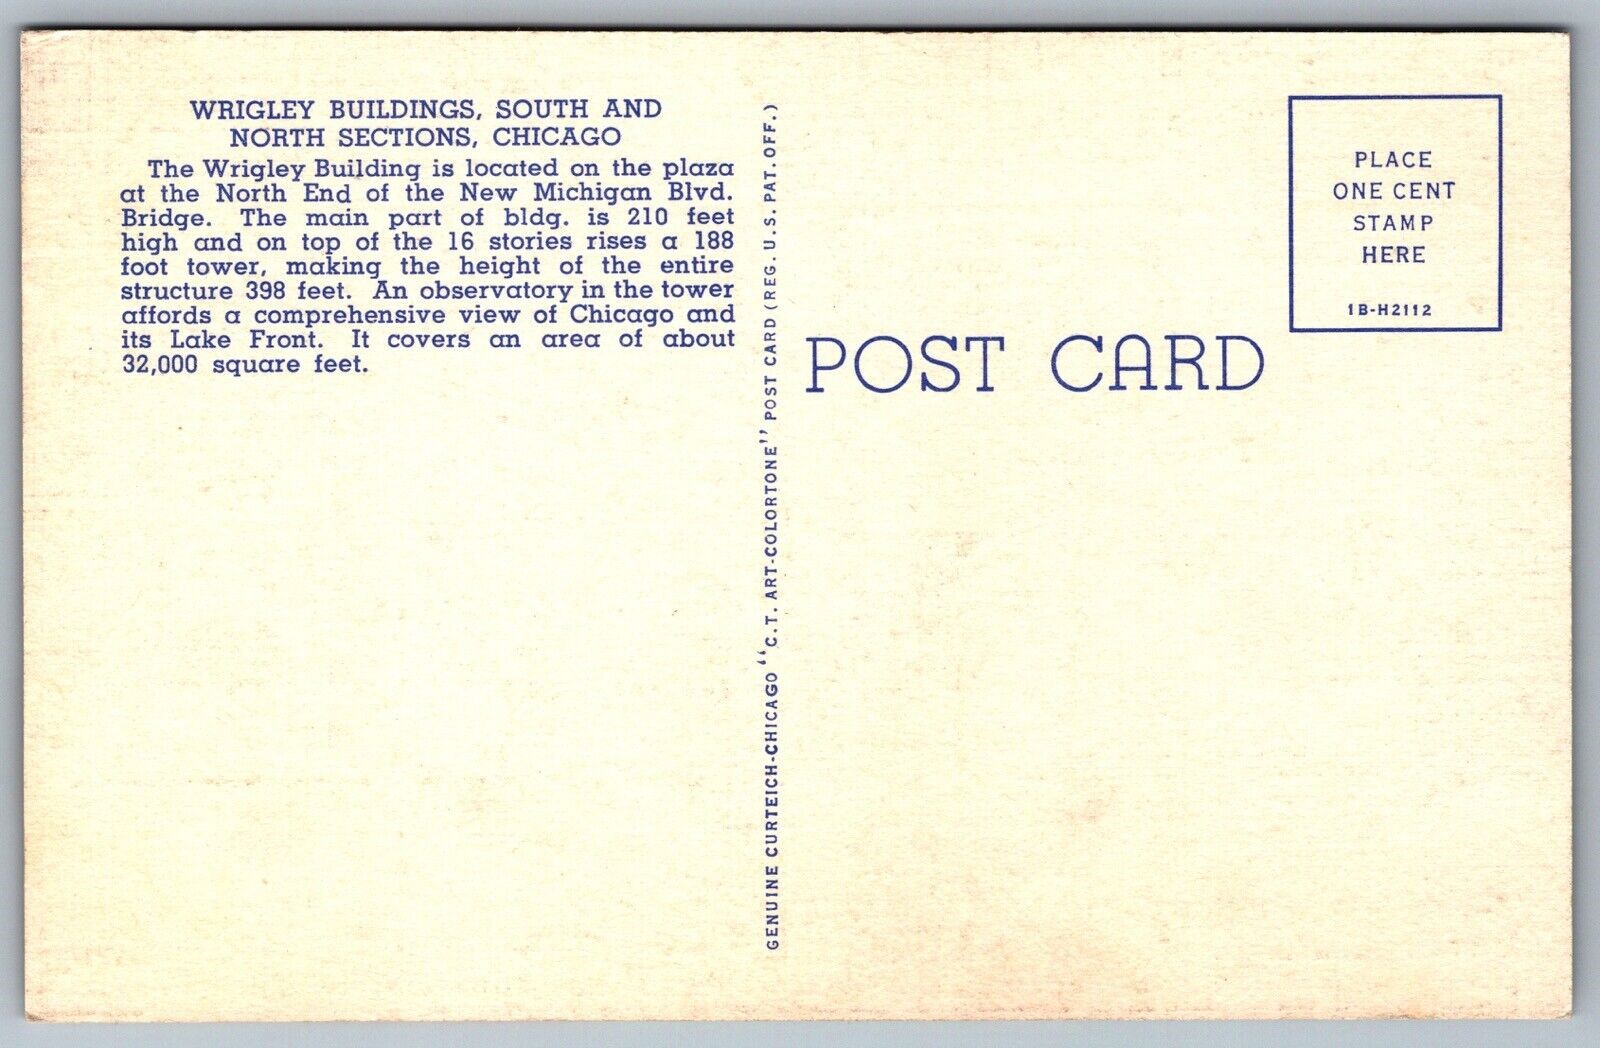 WRIGLEY BUILDINGS, SOUTH AND
NORTH SECTIONS, CHICAGO
The Wrigley Building is located on the plaza
at the North End of the New Michigan Blvd.
Bridge. The main part of bldg. is 210 feet
high and on top of the 16 stories rises a 188
foot tower, making the height of the entire
structure 398 feet. An observatory in the tower
affords a comprehensive view of Chicago and
its Lake Front. It covers an area of about
32,000 square feet.
GENUINE CURTEICH-CHICAGO "C.T. ART-COLORTONE" POST CARD (REG. U.S. PAT. OFF.)
POST CARD
PLACE
ONE CENT
STAMP
HERE
1B-H2112